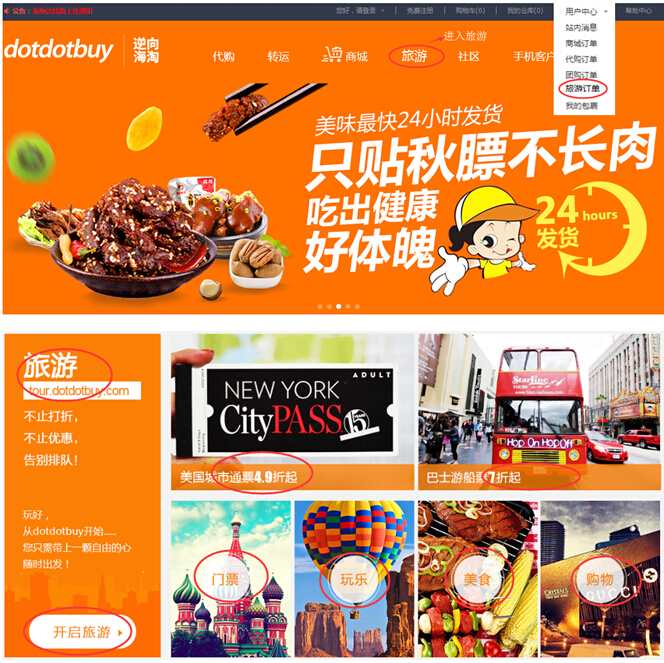 公告：
您好，请登录
免费注册
购物车(0)
我的仓库(0)
用户中心
帮助中心
站内消息
商城订单
代购订单
团购订单
旅游订单
我的包裹
进入旅游
dotdotbuy
逆向
海淘
代购
转运
商城
旅游
社区
手机客户
美味最快24小时发货
只贴秋膘不长肉
吃出健康
好体魄
24 hours
发货
旅游
tour.dotdotbuy.com
不止打折，
不止优惠，
告别排队！
玩好，
从dotdotbuy开始......
您只需带上一颗自由的心
随时出发！
开启旅游
ADULT
NEW YORK
CityPASS
15
美国城市通票4.9折起
Starline
TOURS
Hop On Hop Off
巴士游船票7折起
门票
玩乐
美食
购物
CRYSTALS
GUCCI